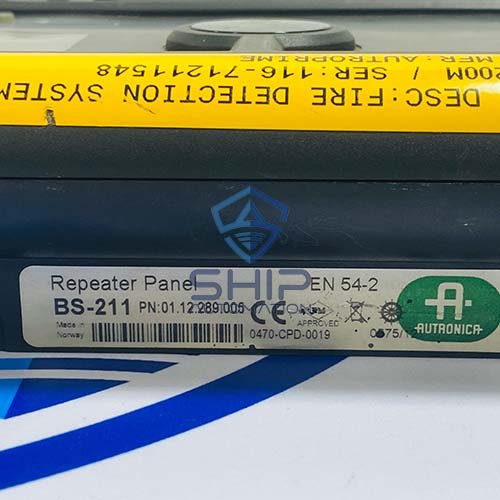 DESC: FIRE DETECTION SYSTEM
MFR: AUTROPRIME
200M / SER:116-71211548
SHIP
Repeater Panel
EN 54-2
BS-211 PN:01.12.289.005 CE
APPROVED
Made in
Norway
0470-CPD-0019
AUTRONICA